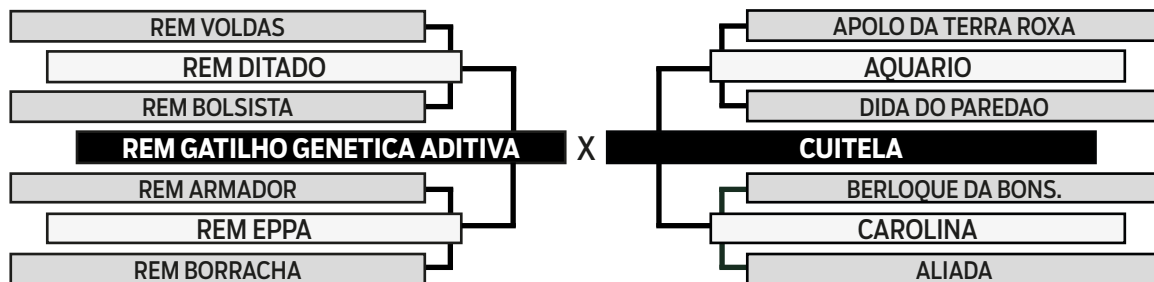 REM VOLDAS
REM DITADO
REM BOLSISTA
REM GATILHO GENETICA ADITIVA X CUITELA
REM ARMADOR
REM EPPA
REM BORRACHA
APOLO DA TERRA ROXA
AQUARIO
DIDA DO PAREDAO
BERLOQUE DA BONS.
CAROLINA
ALIADA